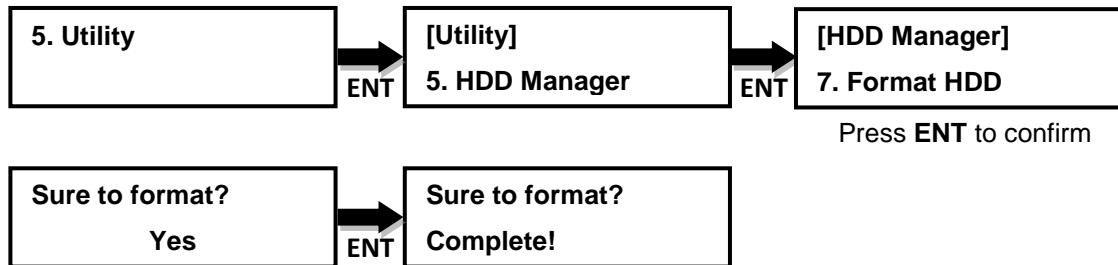 5. Utility
ENT
[Utility]
5. HDD Manager
ENT
[HDD Manager]
7. Format HDD
Press ENT to confirm
Sure to format?
Yes
ENT
Sure to format?
Complete!